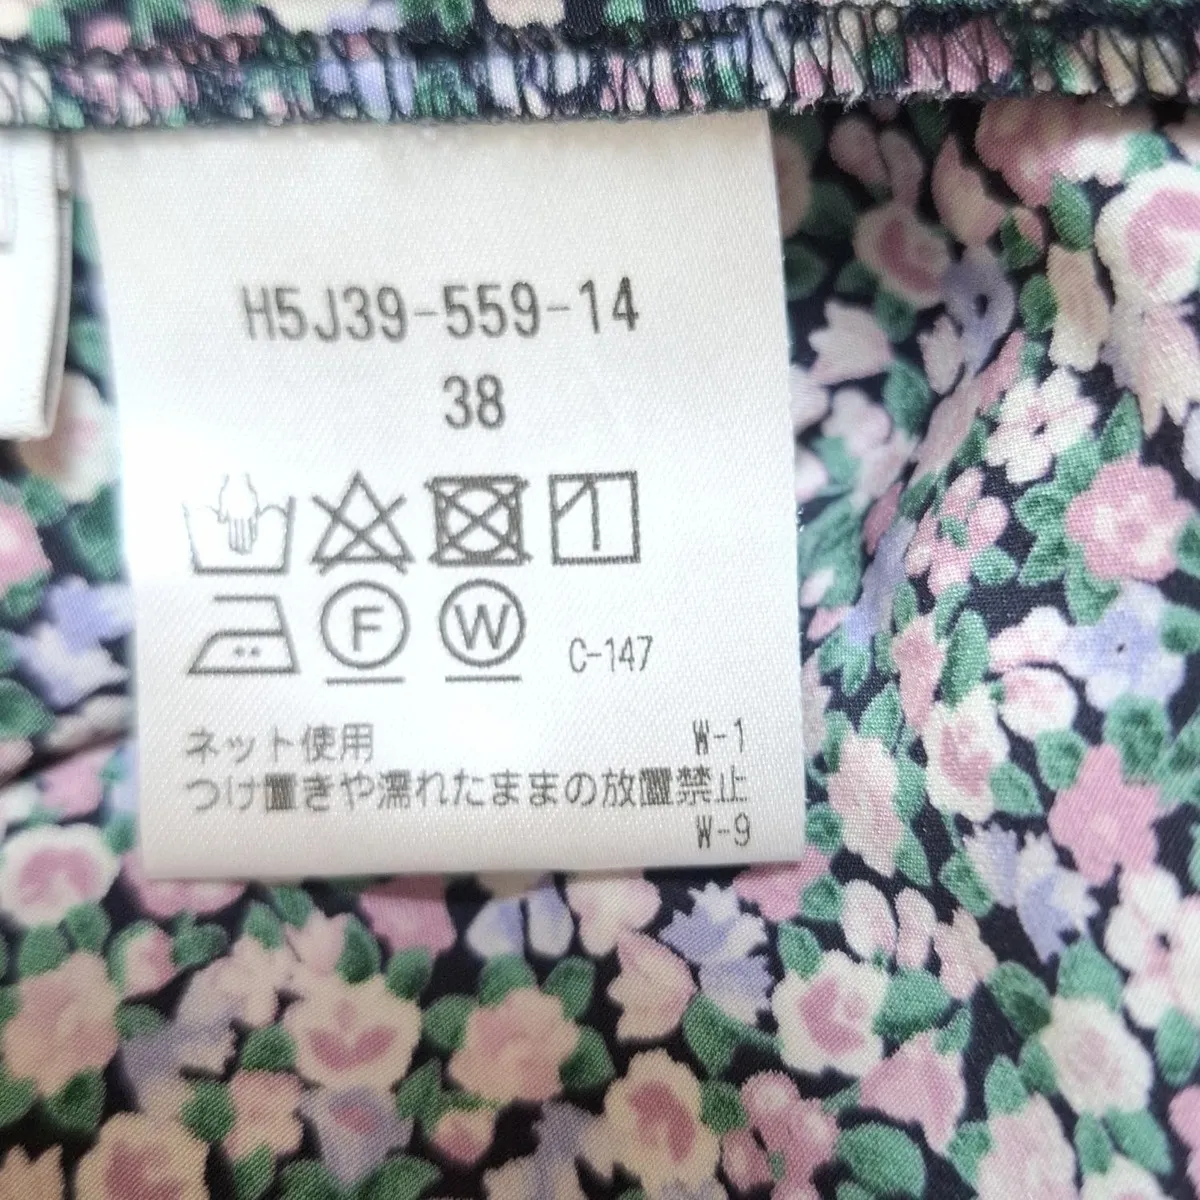 H5J39-559-14
38
F W C-147
ネット使用 W-1
つけ置きや濡れたままの放置禁止
W-9